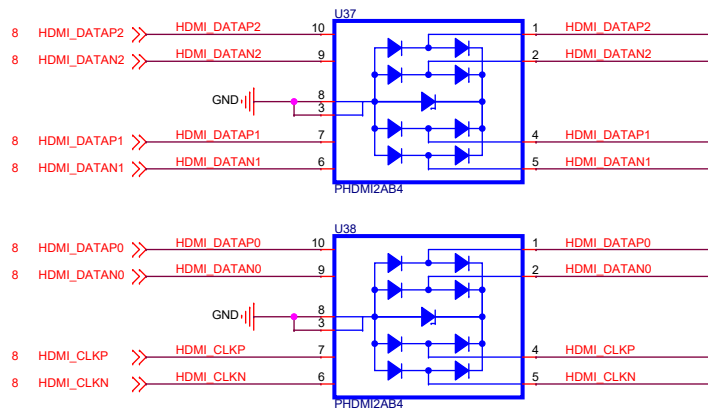 U37
8 HDMI_DATAP2 HDMI_DATAP2 10 1 HDMI_DATAP2
8 HDMI_DATAN2 HDMI_DATAN2 9 2 HDMI_DATAN2
GND 8
3
8 HDMI_DATAP1 HDMI_DATAP1 7 4 HDMI_DATAP1
8 HDMI_DATAN1 HDMI_DATAN1 6 5 HDMI_DATAN1
PHDMI2AB4
U38
8 HDMI_DATAP0 HDMI_DATAP0 10 1 HDMI_DATAP0
8 HDMI_DATAN0 HDMI_DATAN0 9 2 HDMI_DATAN0
GND 8
3
8 HDMI_CLKP HDMI_CLKP 7 4 HDMI_CLKP
8 HDMI_CLKN HDMI_CLKN 6 5 HDMI_CLKN
PHDMI2AB4